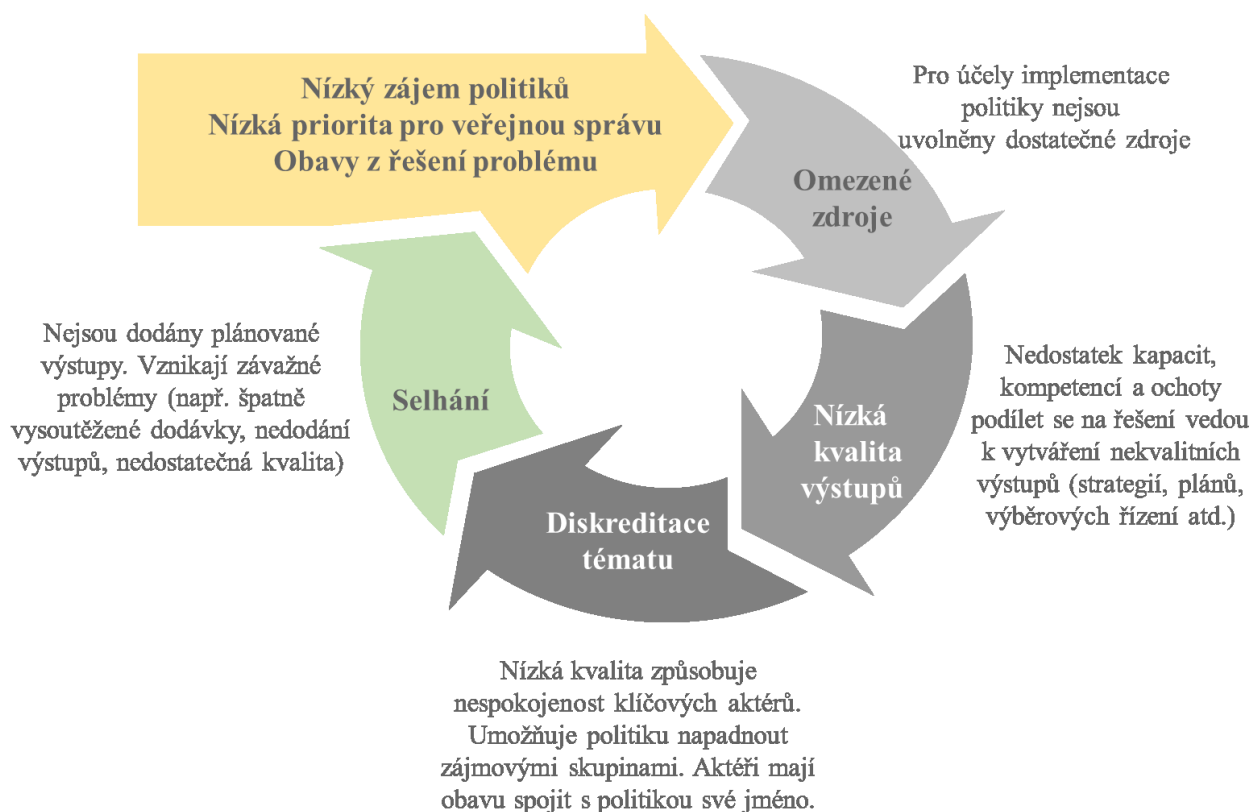 Nízký zájem politiků
Nízká priorita pro veřejnou správu
Obavy z řešení problému
Pro účely implementace
politiky nejsou
uvolněny dostatečné zdroje
Omezené
zdroje
Nedostatek kapacit,
kompetencí a ochoty
podílet se na řešení vedou
k vytváření nekvalitních
výstupů (strategií, plánů,
výběrových řízení atd.)
Nízká
kvalita
výstupů
Diskreditace
tématu
Nízká kvalita způsobuje
nespokojenost klíčových aktérů.
Umožňuje politiku napadnout
zájmovými skupinami. Aktéři mají
obavu spojit s politikou své jméno.
Selhání
Nejsou dodány plánované
výstupy. Vznikají závažné
problémy (např. špatně
vysoutěžené dodávky, nedodání
výstupů, nedostatečná kvalita)